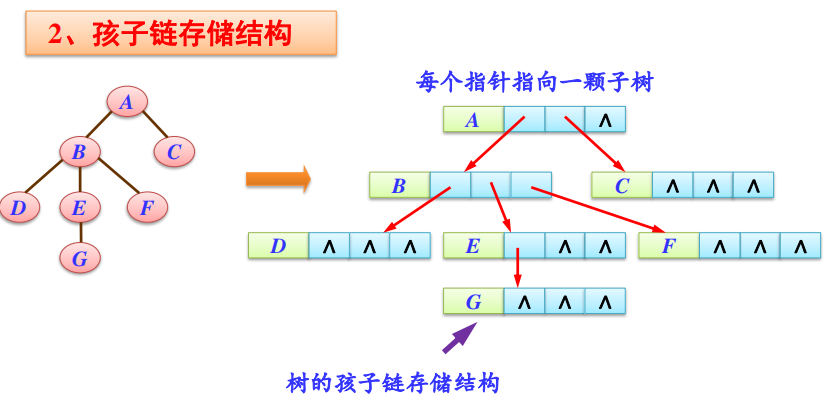 2、孩子链存储结构
每个指针指向一颗子树
A
B C
D E F
G
A ∧
B
C ∧ ∧ ∧
D ∧ ∧ ∧
E ∧ ∧
F ∧ ∧ ∧
G ∧ ∧ ∧
树的孩子链存储结构